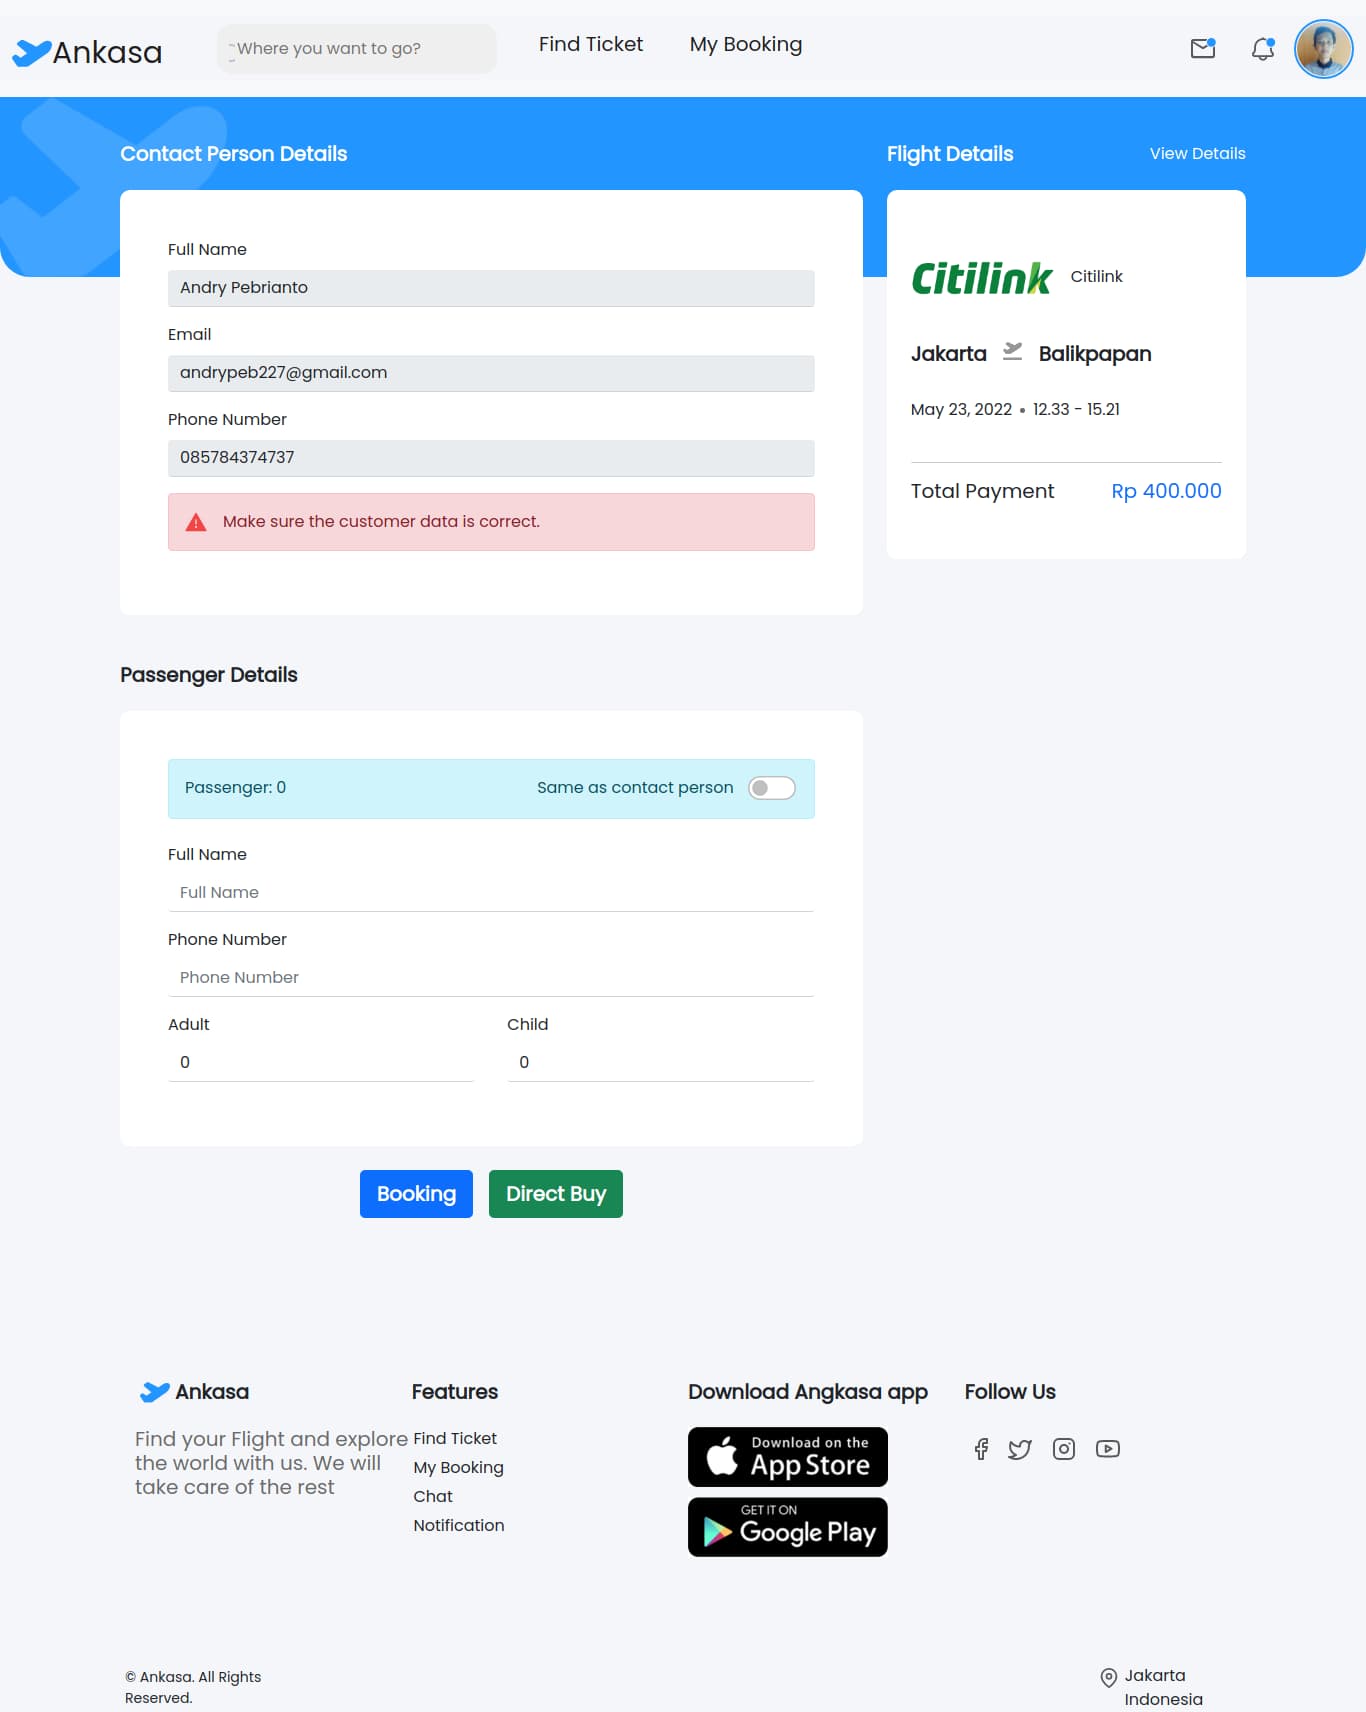 Ankasa
Where you want to go?
Find Ticket
My Booking
Contact Person Details
Full Name
Andry Pebrianto
Email
andrypeb227@gmail.com
Phone Number
085784374737
Make sure the customer data is correct.
Flight Details
View Details
Citilink
Citilink
Jakarta
Balikpapan
May 23, 2022 • 12.33 - 15.21
Total Payment
Rp 400.000
Passenger Details
Passenger: 0
Same as contact person
Full Name
Full Name
Phone Number
Phone Number
Adult
Child
0
0
Booking
Direct Buy
Ankasa
Find your Flight and explore
the world with us. We will
take care of the rest
Features
Find Ticket
My Booking
Chat
Notification
Download Angkasa app
Download on the
App Store
GET IT ON
Google Play
Follow Us
© Ankasa. All Rights
Reserved.
Jakarta
Indonesia